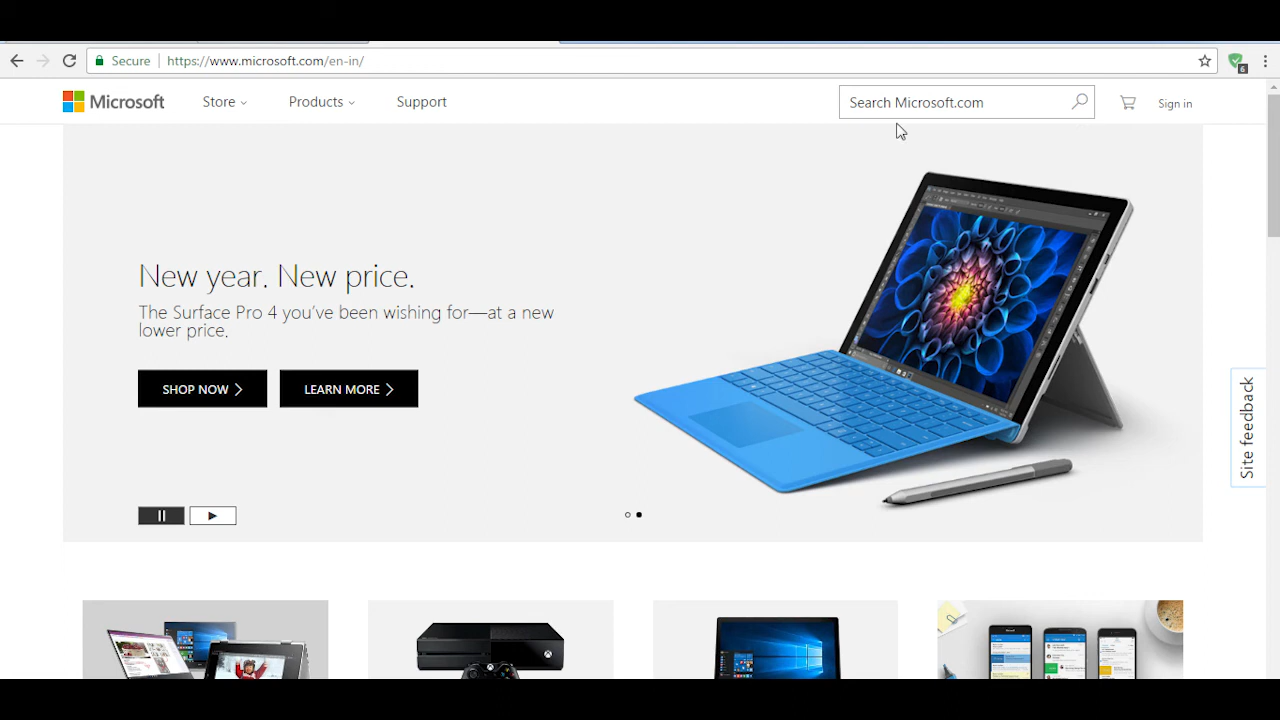 Secure https://www.microsoft.com/en-in/
6
Microsoft Store Products Support Search Microsoft.com Sign in
New year. New price.
The Surface Pro 4 you've been wishing for—at a new
lower price.
SHOP NOW LEARN MORE
Site feedback